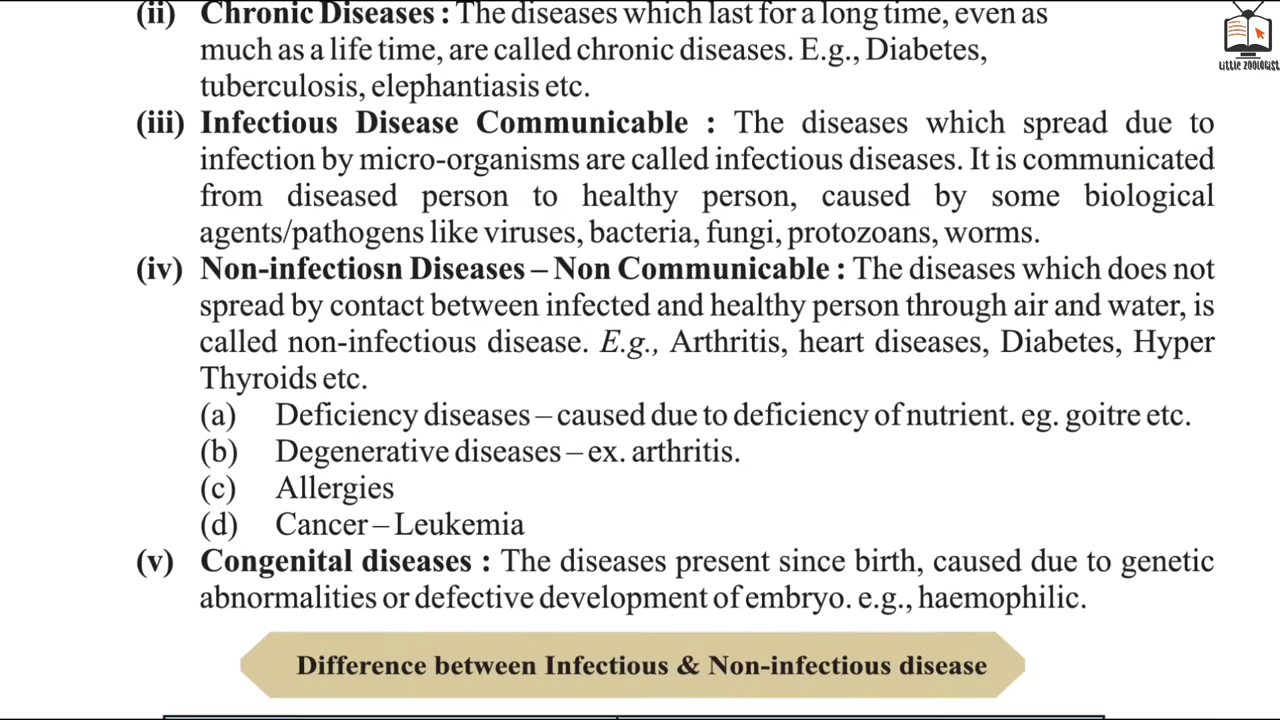 (ii) Chronic Diseases : The diseases which last for a long time, even as
much as a life time, are called chronic diseases. E.g., Diabetes,
tuberculosis, elephantiasis etc.
(iii) Infectious Disease Communicable : The diseases which spread due to
infection by micro-organisms are called infectious diseases. It is communicated
from diseased person to healthy person, caused by some biological
agents/pathogens like viruses, bacteria, fungi, protozoans, worms.
(iv) Non-infectiosn Diseases – Non Communicable : The diseases which does not
spread by contact between infected and healthy person through air and water, is
called non-infectious disease. E.g., Arthritis, heart diseases, Diabetes, Hyper
Thyroids etc.
(a) Deficiency diseases – caused due to deficiency of nutrient. eg. goitre etc.
(b) Degenerative diseases – ex. arthritis.
(c) Allergies
(d) Cancer – Leukemia
(v) Congenital diseases : The diseases present since birth, caused due to genetic
abnormalities or defective development of embryo. e.g., haemophilic.
Difference between Infectious & Non-infectious disease
LITTLE ZOOLOGIST